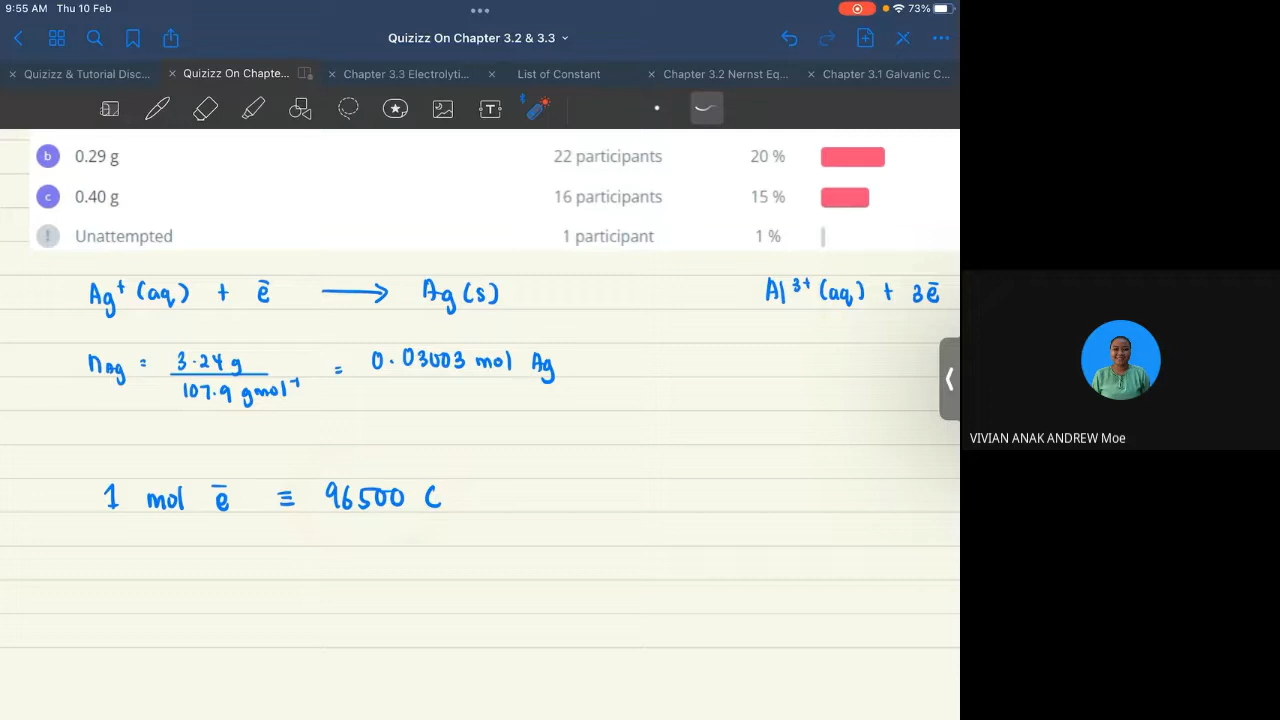 9:55 AM Thu 10 Feb
73%
Quizizz On Chapter 3.2 & 3.3
Quizizz & Tutorial Disc...
Quizizz On Chapte...
Chapter 3.3 Electrolyti...
List of Constant
Chapter 3.2 Nernst Eq...
Chapter 3.1 Galvanic C...
b 0.29 g 22 participants 20 %
c 0.40 g 16 participants 15 %
! Unattempted 1 participant 1 %
Ag⁺ (aq) + ē ⟶ Ag (s)
Al ³⁺ (aq) + 3ē
n_Ag = 3.24 g / 107.9 gmol⁻¹ = 0.03003 mol Ag
1 mol ē ≡ 96500 C
VIVIAN ANAK ANDREW Moe